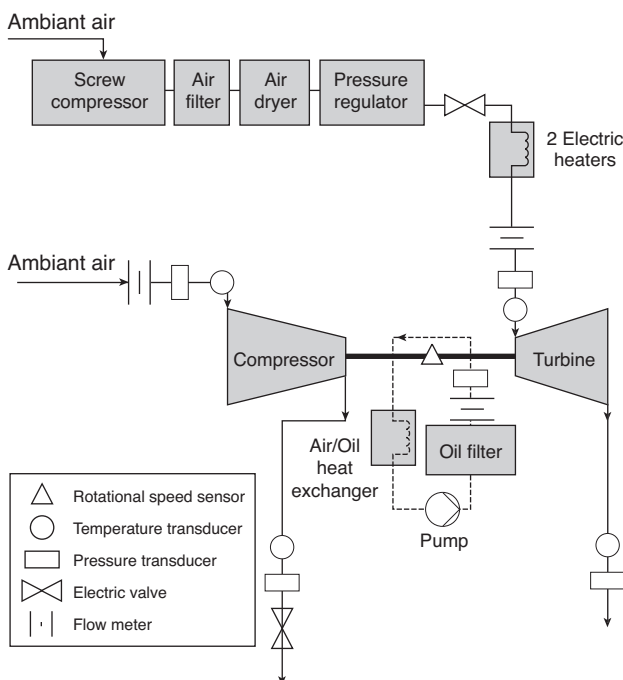 Ambiant air
Screw
compressor
Air
filter
Air
dryer
Pressure
regulator
2 Electric
heaters
Ambiant air
Compressor
Turbine
Air/Oil
heat
exchanger
Oil filter
Pump
Rotational speed sensor
Temperature transducer
Pressure transducer
Electric valve
Flow meter